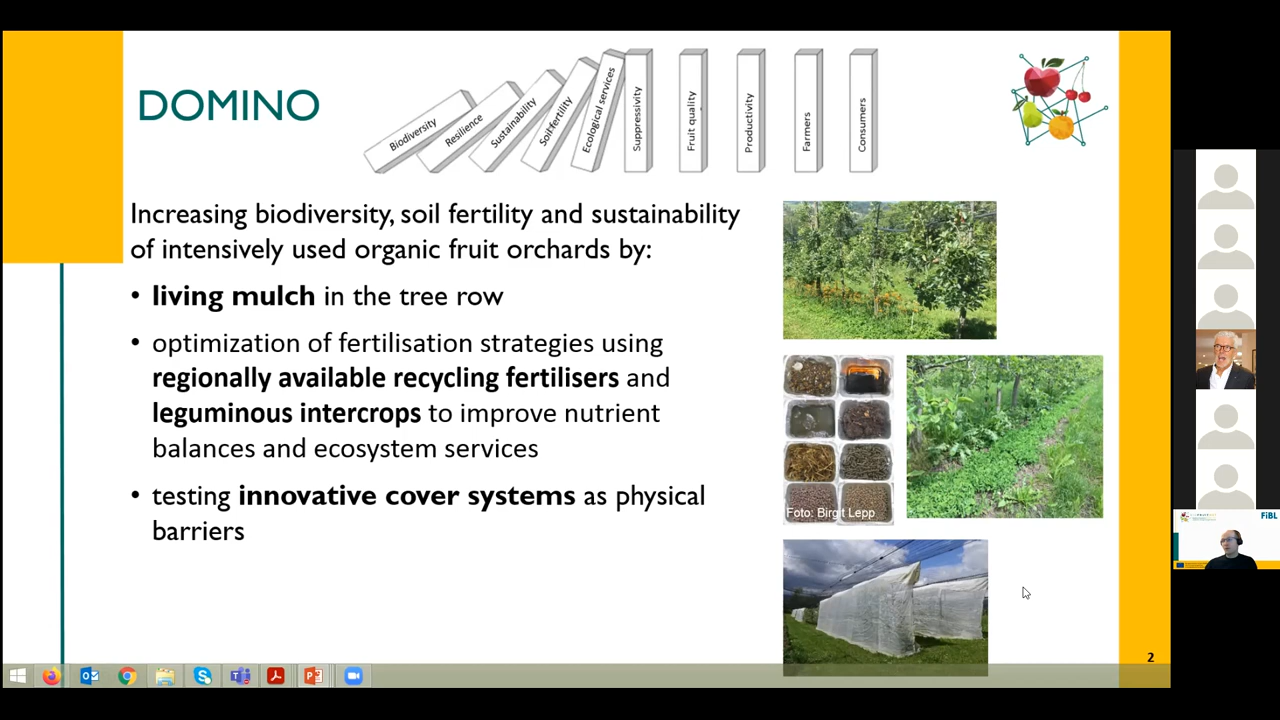 DOMINO
Biodiversity
Resilience
Sustainability
Soil fertility
Ecological services
Suppressivity
Fruit quality
Productivity
Farmers
Consumers
Increasing biodiversity, soil fertility and sustainability
of intensively used organic fruit orchards by:
• living mulch in the tree row
• optimization of fertilisation strategies using
regionally available recycling fertilisers and
leguminous intercrops to improve nutrient
balances and ecosystem services
• testing innovative cover systems as physical
barriers
Foto: Birgit Lepp
FiBL
2